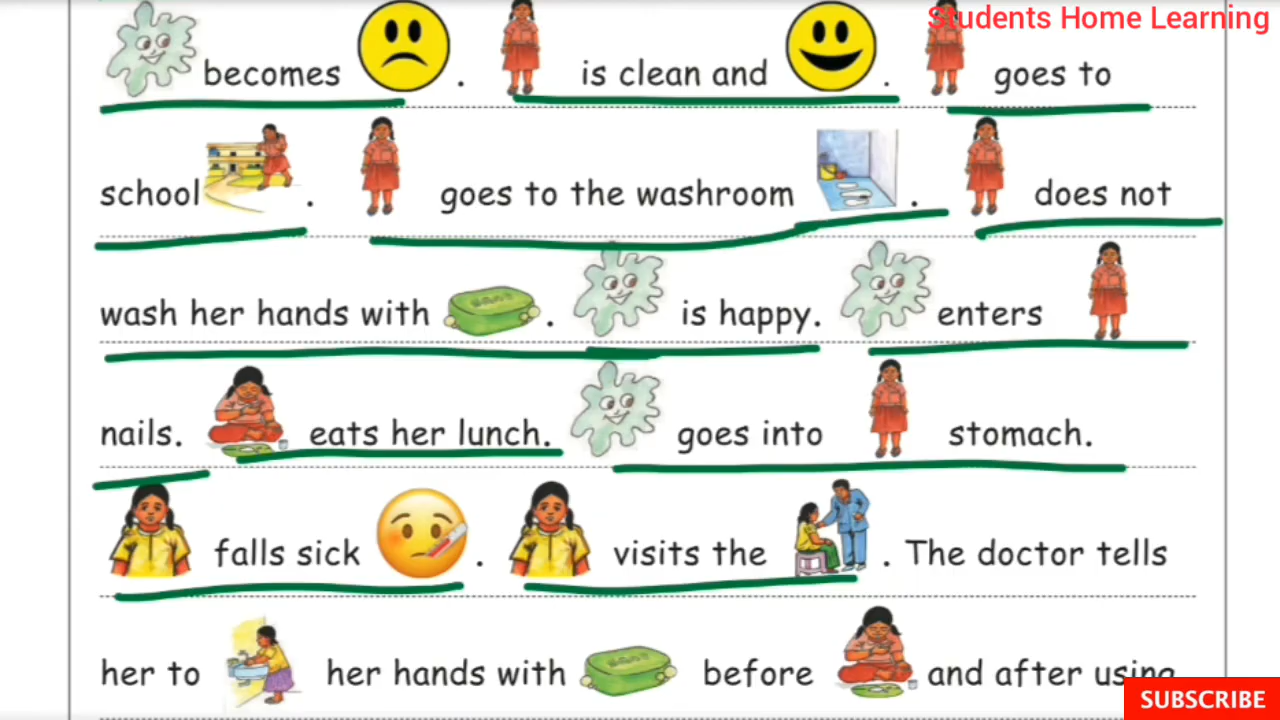 Students Home Learning
becomes . is clean and . goes to
school . goes to the washroom . does not
wash her hands with . is happy. enters
nails. eats her lunch. goes into stomach.
falls sick . visits the . The doctor tells
her to her hands with before and after using
SUBSCRIBE